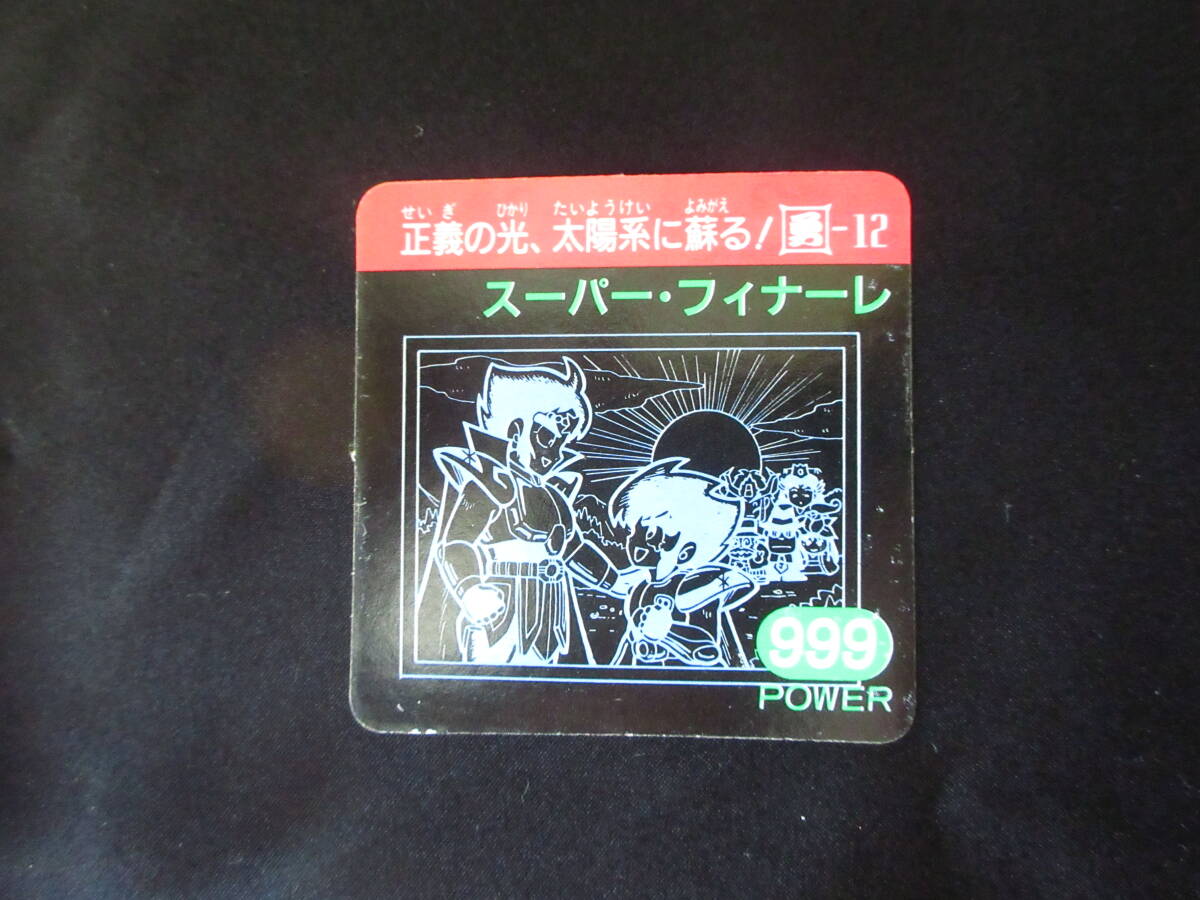 せいぎ ひかり たいようけい よみがえ
正義の光、太陽系に蘇る! 勇-12
スーパー・フィナーレ
999
POWER